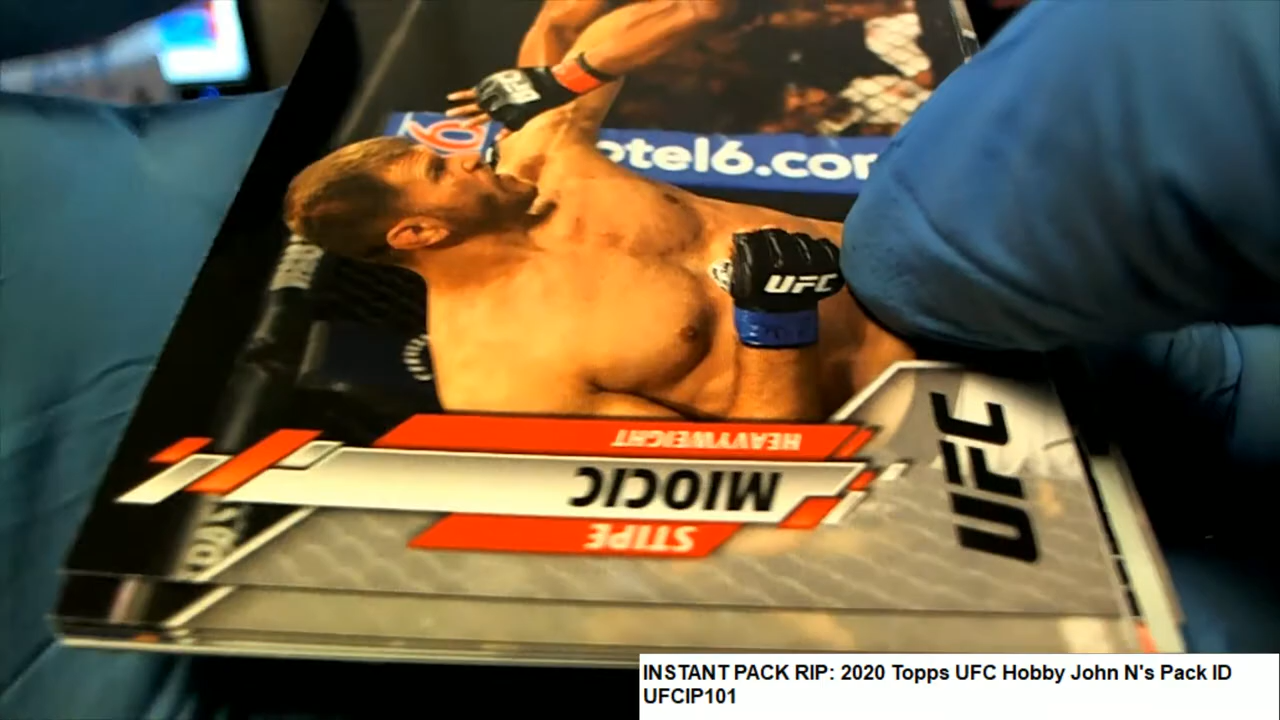 otel6.com
UFC
HEAVYWEIGHT
MIOCIC
STIPE
UFC
INSTANT PACK RIP: 2020 Topps UFC Hobby John N's Pack ID
UFCIP101